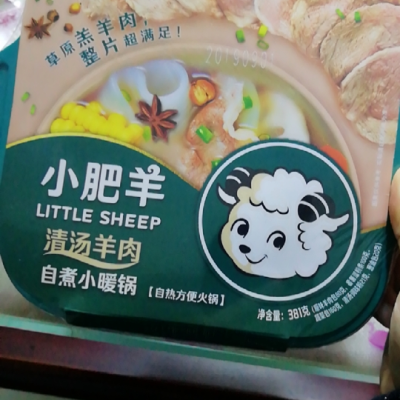 草原羔羊肉,
整片超满足!
小肥羊
LITTLE SHEEP
清汤羊肉
自煮小暖锅
【自热方便火锅】
净含量:381克